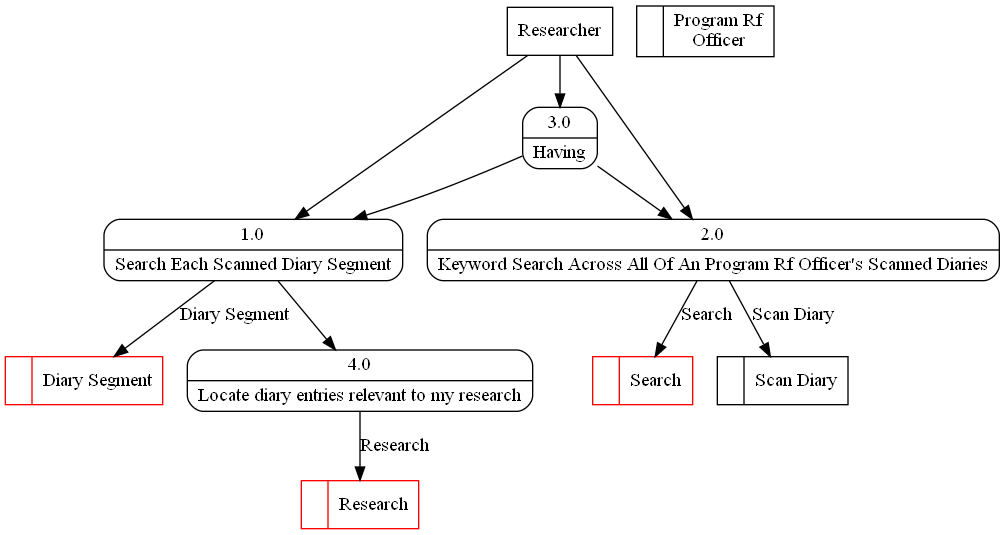 Researcher
Program Rf
Officer
3.0
Having
1.0
Search Each Scanned Diary Segment
2.0
Keyword Search Across All Of An Program Rf Officer's Scanned Diaries
Diary Segment
Search
Scan Diary
Diary Segment
4.0
Locate diary entries relevant to my research
Search
Scan Diary
Research
Research